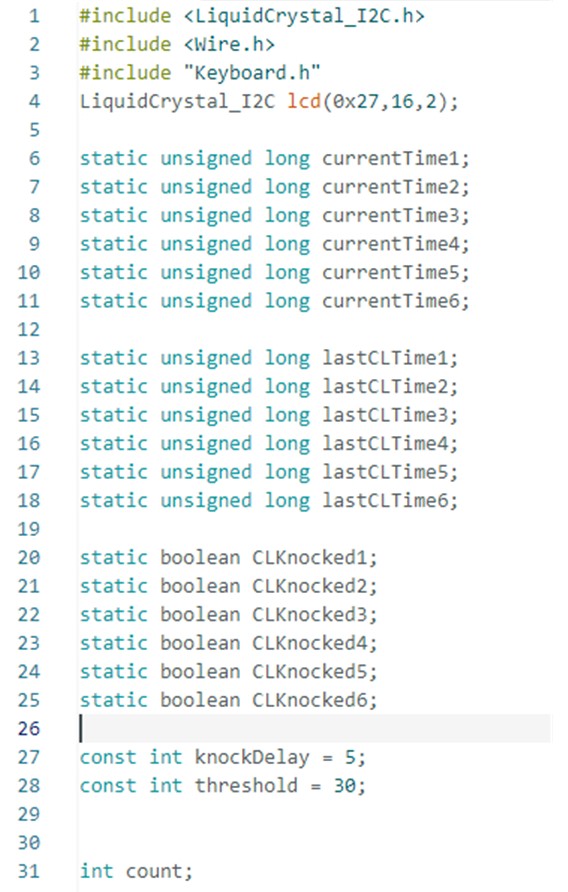 1 #include <LiquidCrystal_I2C.h>
2 #include <Wire.h>
3 #include "Keyboard.h"
4 LiquidCrystal_I2C lcd(0x27,16,2);
5
6 static unsigned long currentTime1;
7 static unsigned long currentTime2;
8 static unsigned long currentTime3;
9 static unsigned long currentTime4;
10 static unsigned long currentTime5;
11 static unsigned long currentTime6;
12
13 static unsigned long lastCLTime1;
14 static unsigned long lastCLTime2;
15 static unsigned long lastCLTime3;
16 static unsigned long lastCLTime4;
17 static unsigned long lastCLTime5;
18 static unsigned long lastCLTime6;
19
20 static boolean CLKnocked1;
21 static boolean CLKnocked2;
22 static boolean CLKnocked3;
23 static boolean CLKnocked4;
24 static boolean CLKnocked5;
25 static boolean CLKnocked6;
26
27 const int knockDelay = 5;
28 const int threshold = 30;
29
30
31 int count;